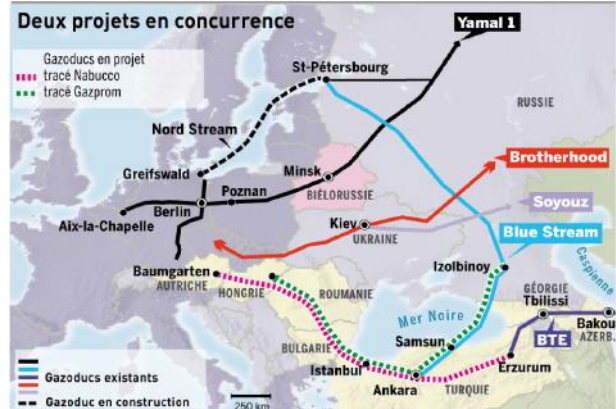 Deux projets en concurrence
Gazoducs en projet
tracé Nabucco
tracé Gazprom
Yamal 1
St-Pétersbourg
RUSSIE
Nord Stream
Greifswald
Minsk
Brotherhood
Poznan
BIÉLORUSSIE
Berlin
Soyouz
Aix-la-Chapelle
Kiev
UKRAINE
Blue Stream
Baumgarten
Izolbinoy
AUTRICHE
HONGRIE
ROUMANIE
GÉORGIE
Caspienne
Tbilissi
Mer Noire
Bakou
Samsun
BTE
AZERB.
BULGARIE
Istanbul
Erzurum
Gazoducs existants
Ankara
TURQUIE
Gazoduc en construction
250 km